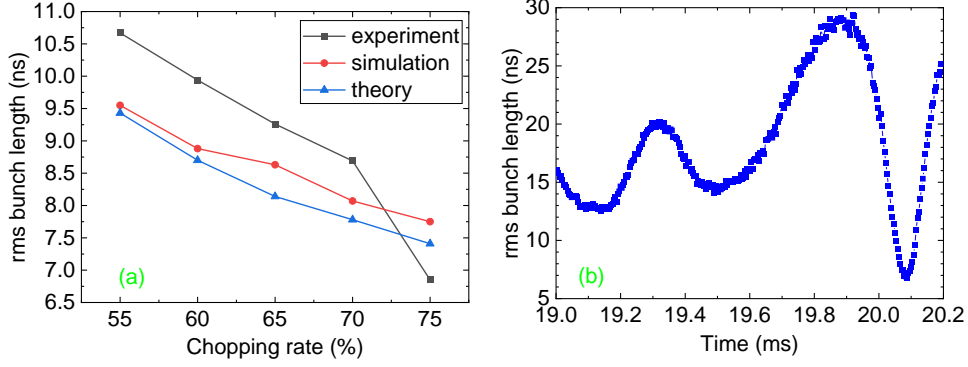 11.0
10.5
10.0
9.5
9.0
8.5
8.0
7.5
7.0
6.5
rms bunch length (ns)
experiment
simulation
theory
(a)
55 60 65 70 75
Chopping rate (%)
30
25
20
15
10
5
rms bunch length (ns)
(b)
19.0 19.2 19.4 19.6 19.8 20.0 20.2
Time (ms)